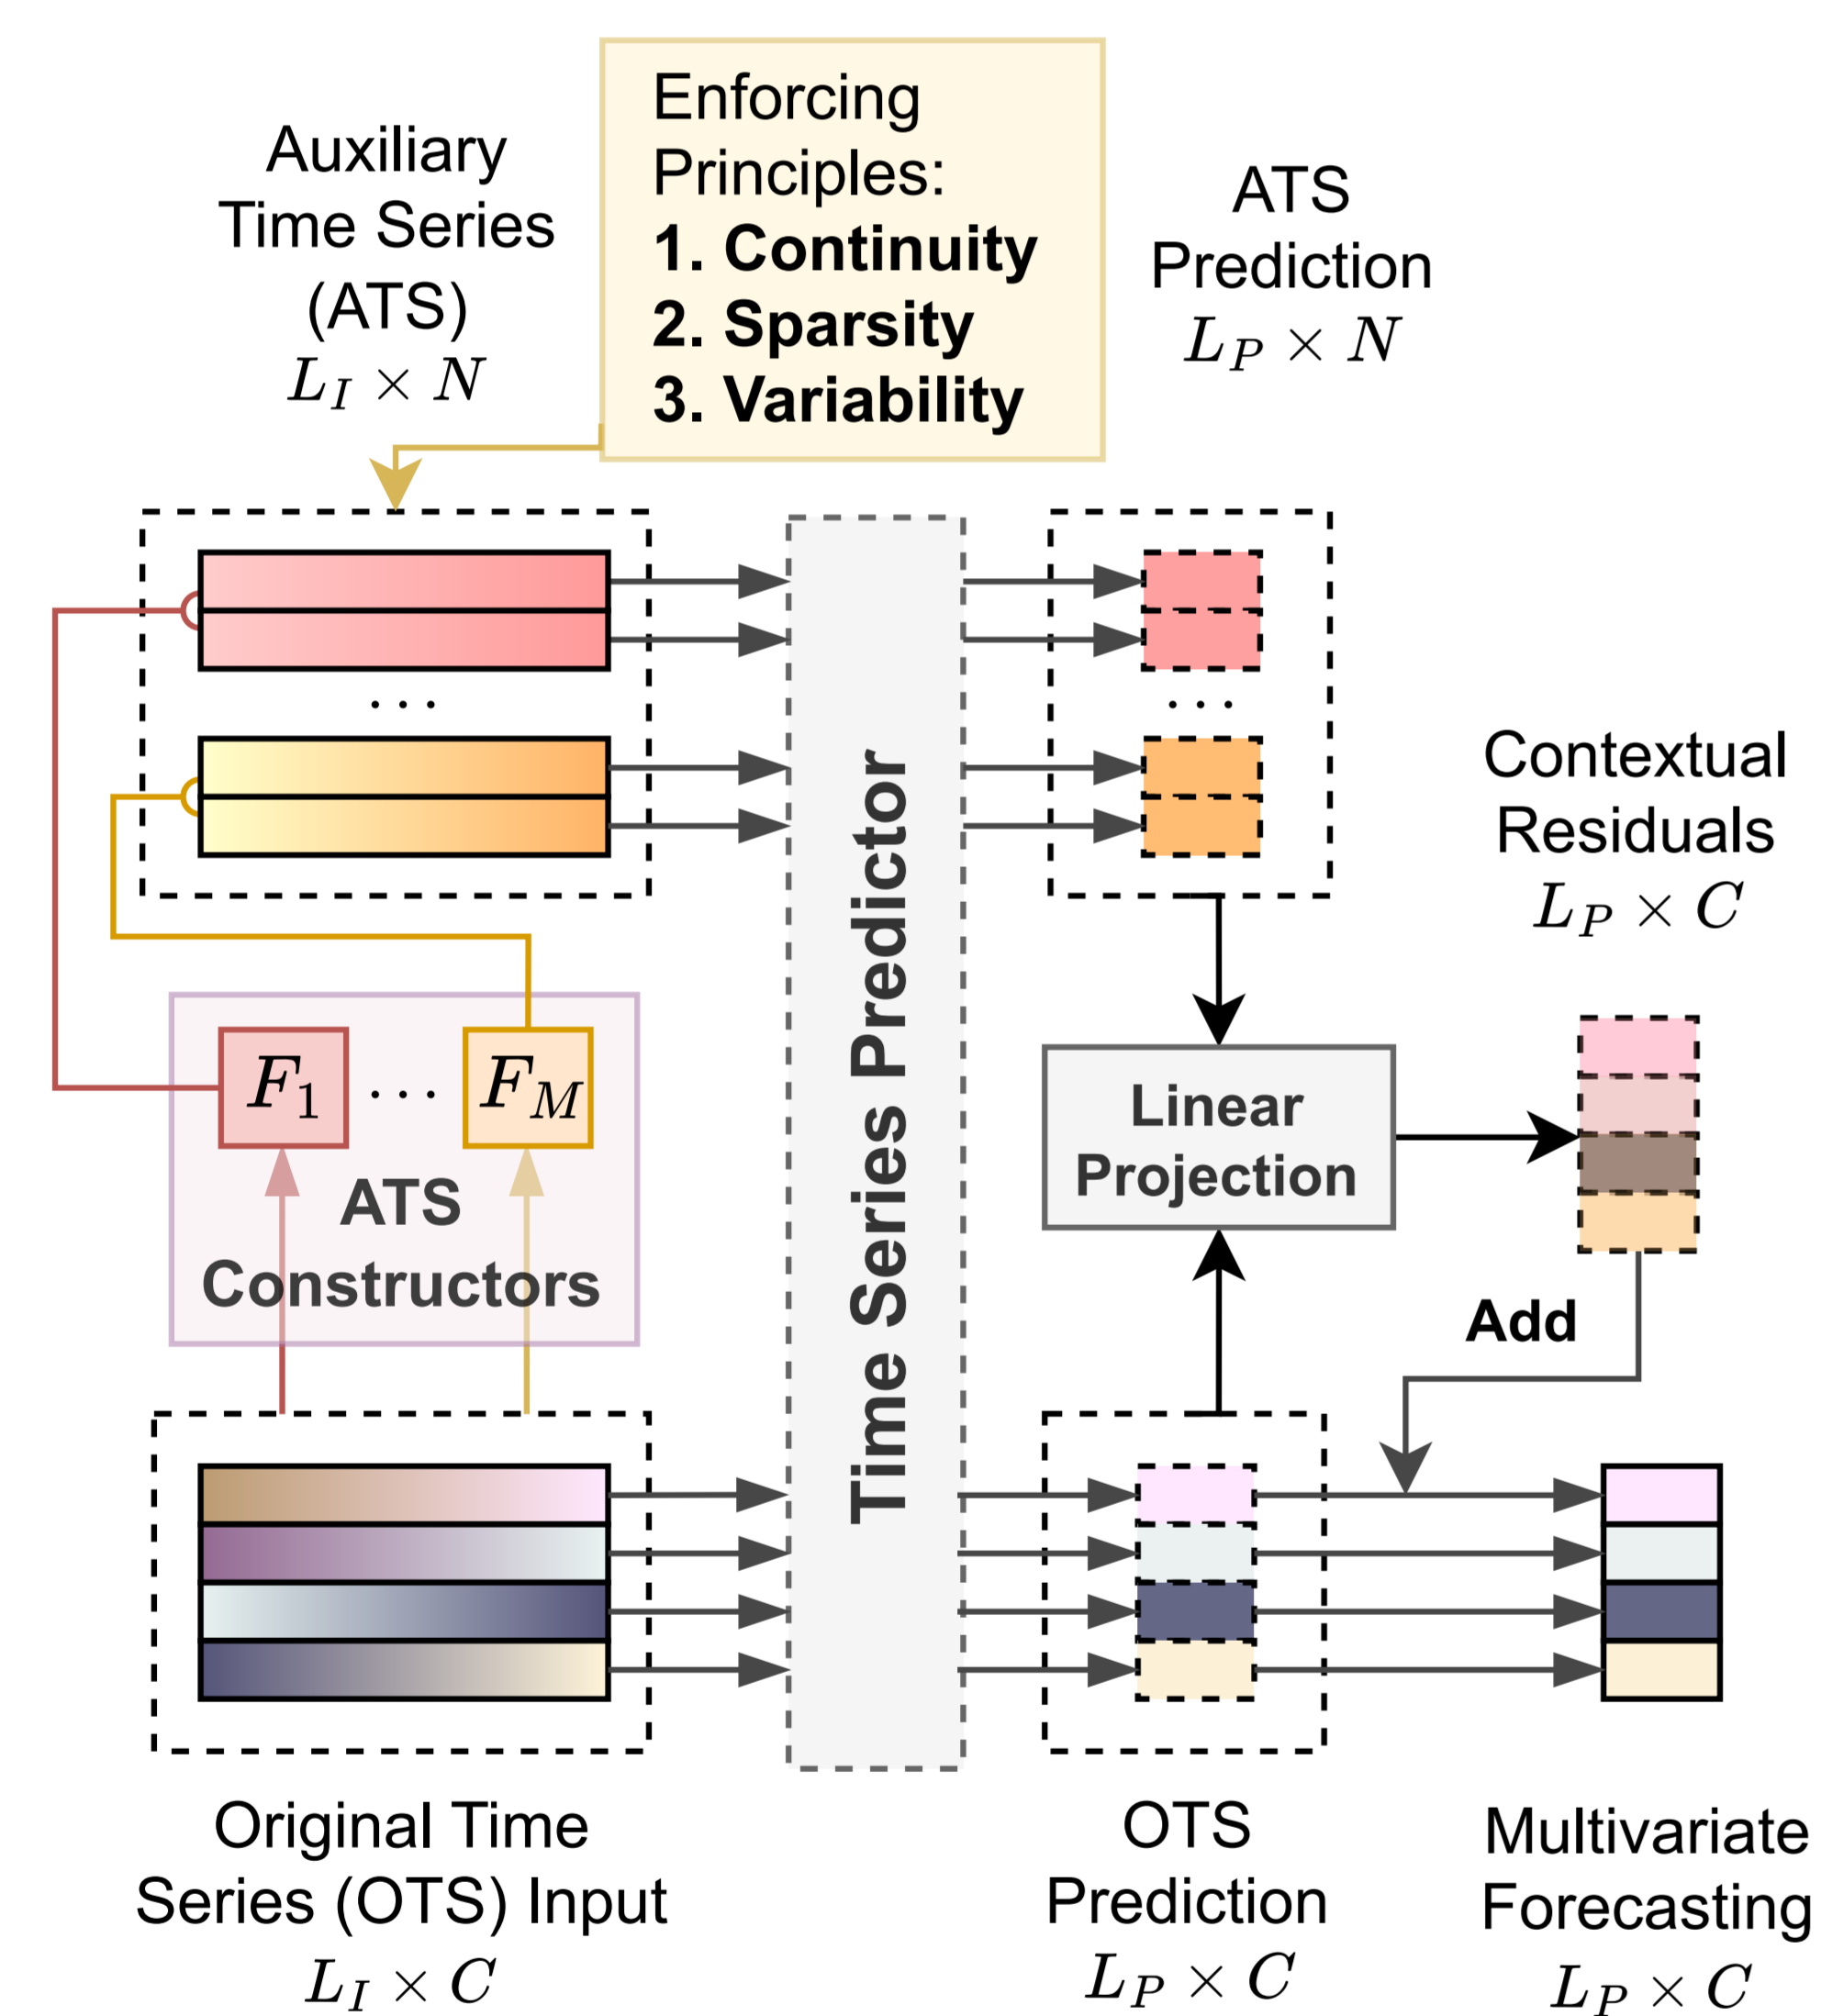 Auxiliary
Time Series
(ATS)
L_I × N
Enforcing
Principles:
1. Continuity
2. Sparsity
3. Variability
ATS
Prediction
L_P × N
...
...
Contextual
Residuals
L_P × C
F_1 ... F_M
ATS
Constructors
Time Series Predictor
Linear
Projection
Add
Original Time
Series (OTS) Input
L_I × C
OTS
Prediction
L_P × C
Multivariate
Forecasting
L_P × C